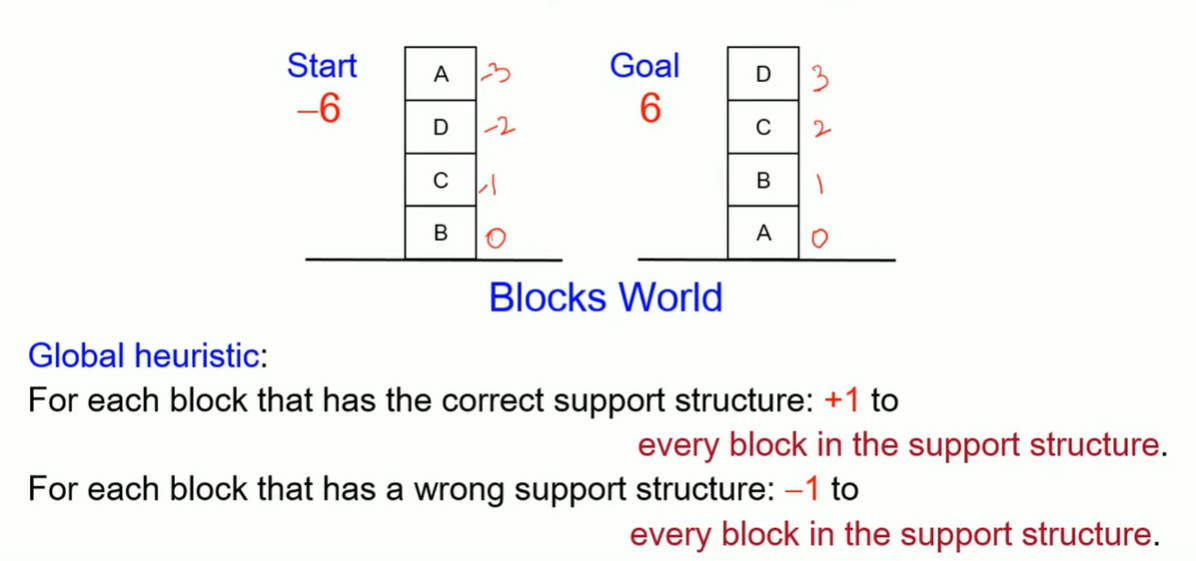 Start
–6
A -3
D -2
C -1
B 0
Goal
6
D 3
C 2
B 1
A 0
Blocks World
Global heuristic:
For each block that has the correct support structure: +1 to
every block in the support structure.
For each block that has a wrong support structure: –1 to
every block in the support structure.